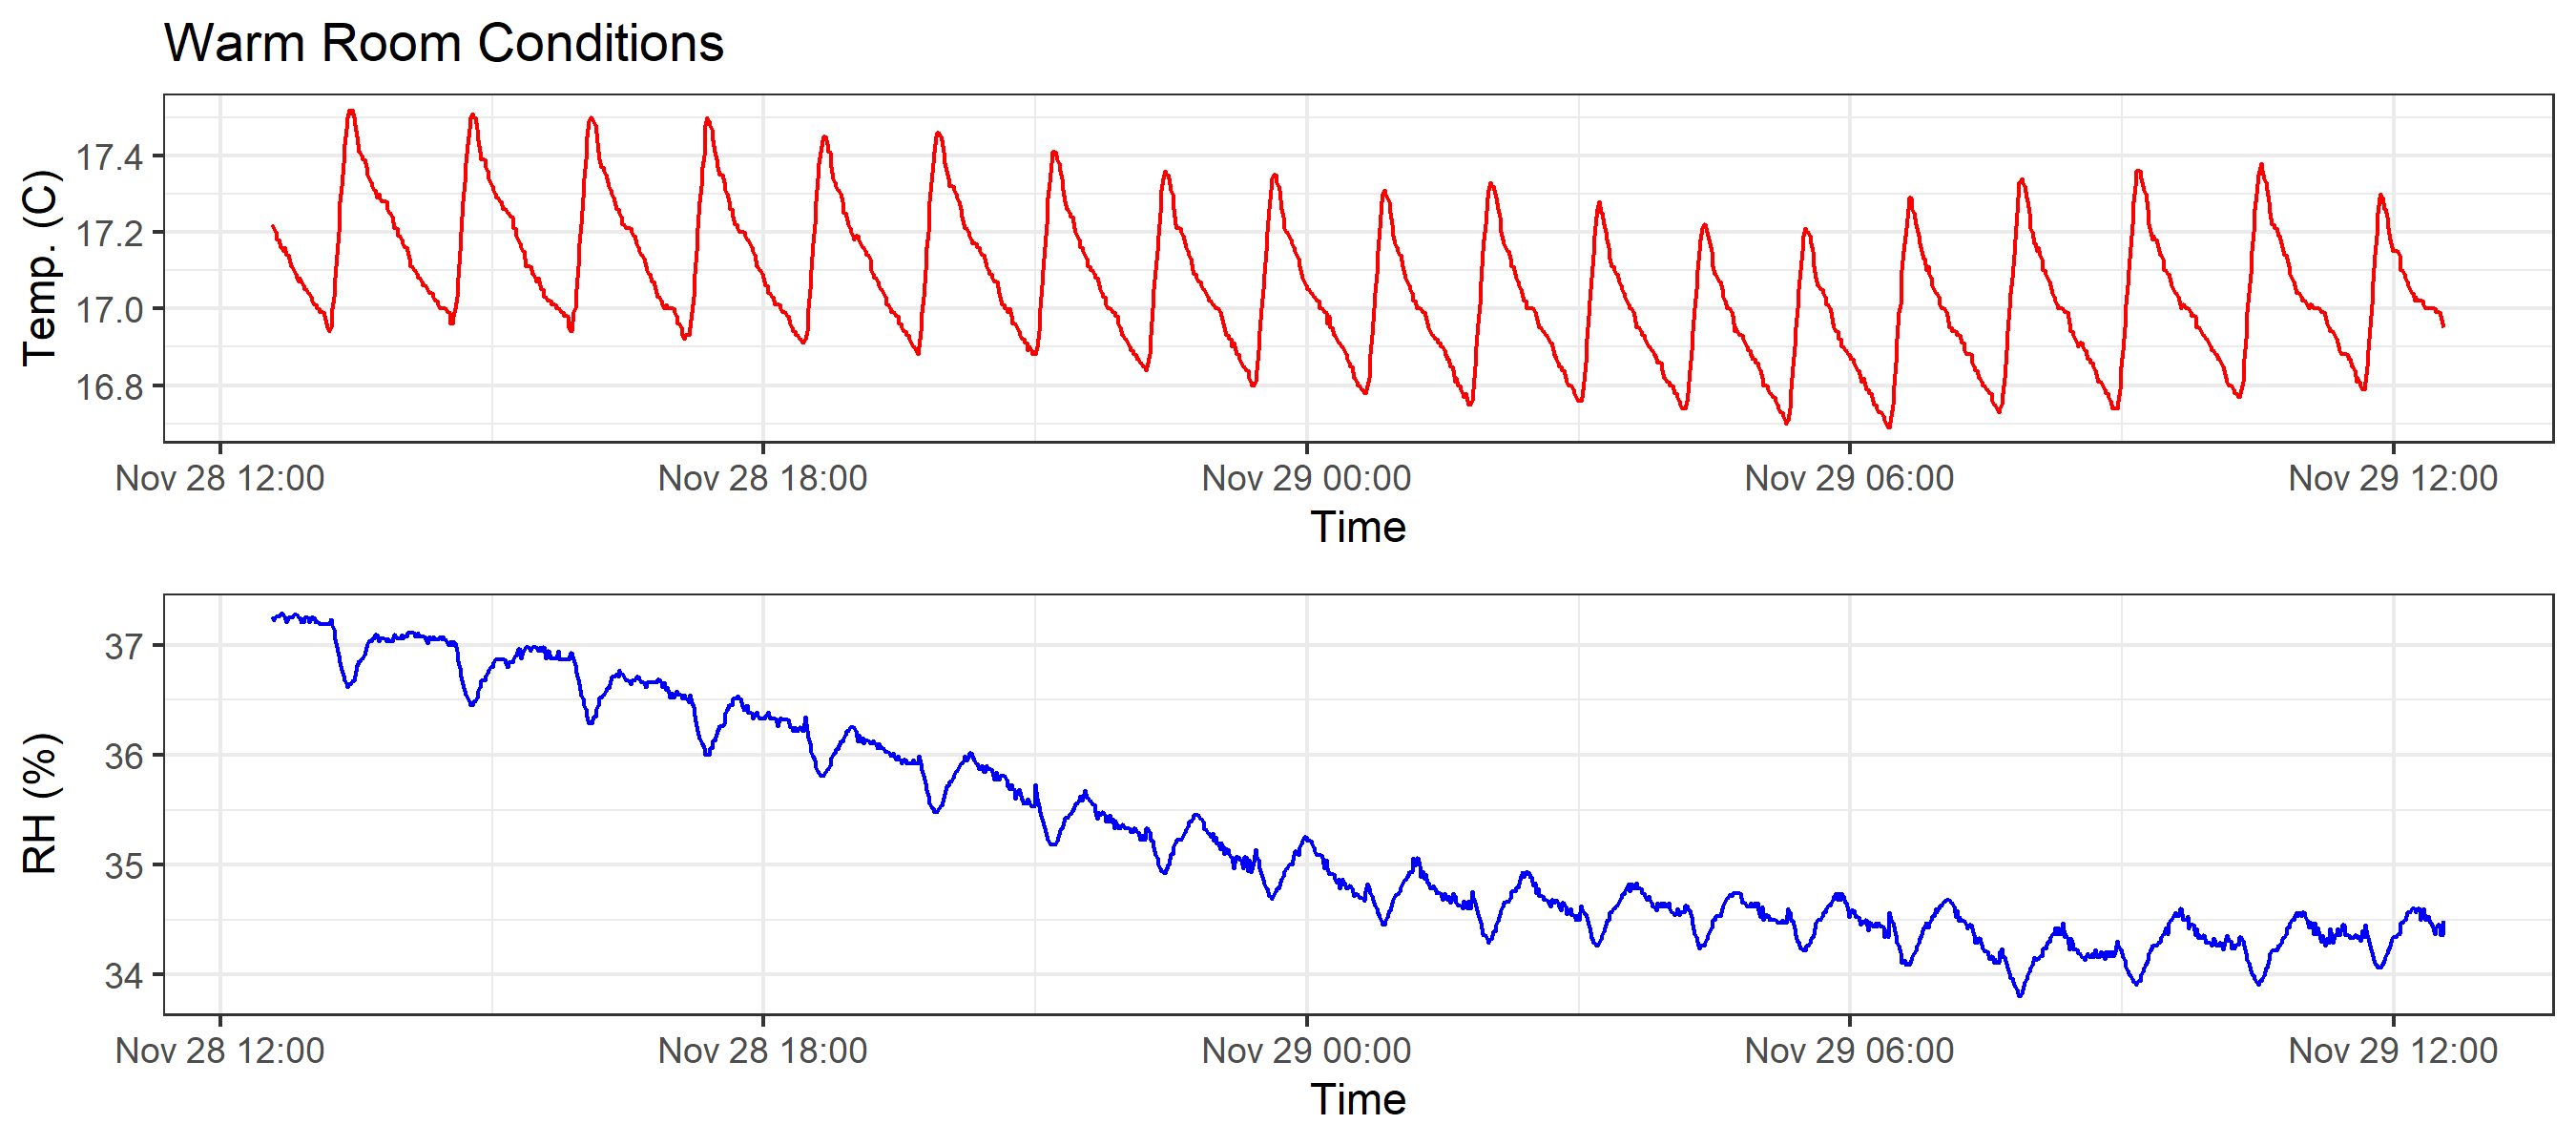 Warm Room Conditions
Temp. (C)
17.4
17.2
17.0
16.8
Nov 28 12:00 Nov 28 18:00 Nov 29 00:00 Nov 29 06:00 Nov 29 12:00
Time
RH (%)
37
36
35
34
Nov 28 12:00 Nov 28 18:00 Nov 29 00:00 Nov 29 06:00 Nov 29 12:00
Time